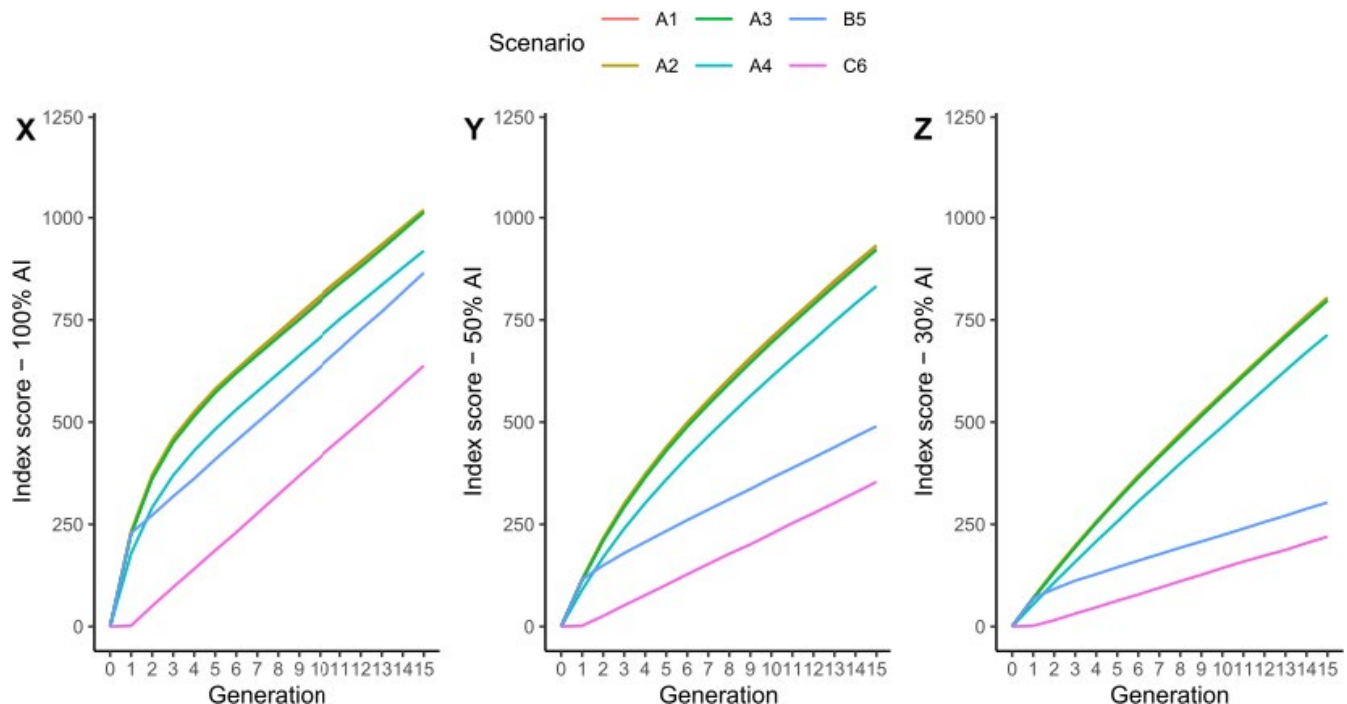 Scenario
A1 A3 B5
A2 A4 C6
X
Index score − 100% AI
1250
1000
750
500
250
0
0 1 2 3 4 5 6 7 8 9 10 11 12 13 14 15
Generation
Y
Index score − 50% AI
1250
1000
750
500
250
0
0 1 2 3 4 5 6 7 8 9 10 11 12 13 14 15
Generation
Z
Index score − 30% AI
1250
1000
750
500
250
0
0 1 2 3 4 5 6 7 8 9 10 11 12 13 14 15
Generation